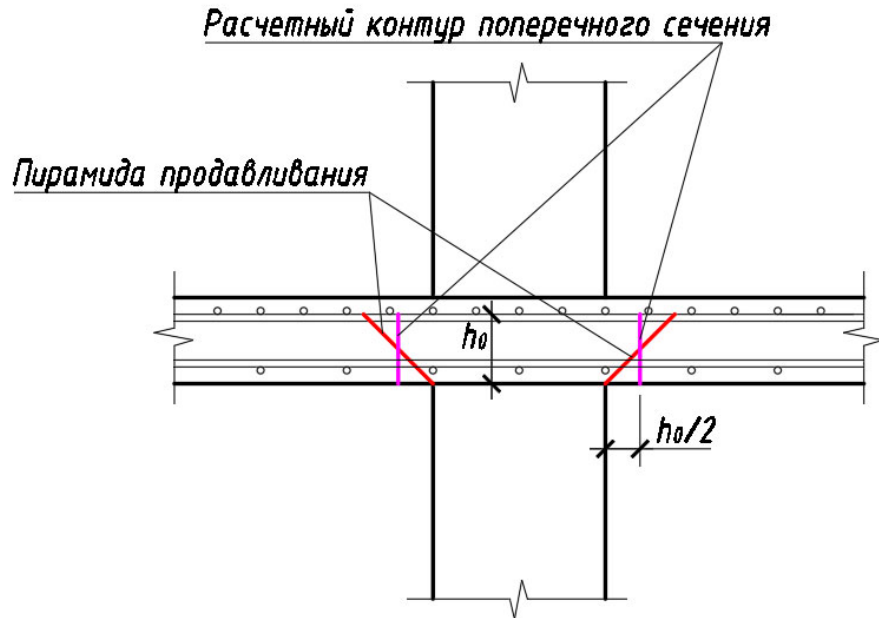 Расчетный контур поперечного сечения
Пирамида продавливания
h₀
h₀/2